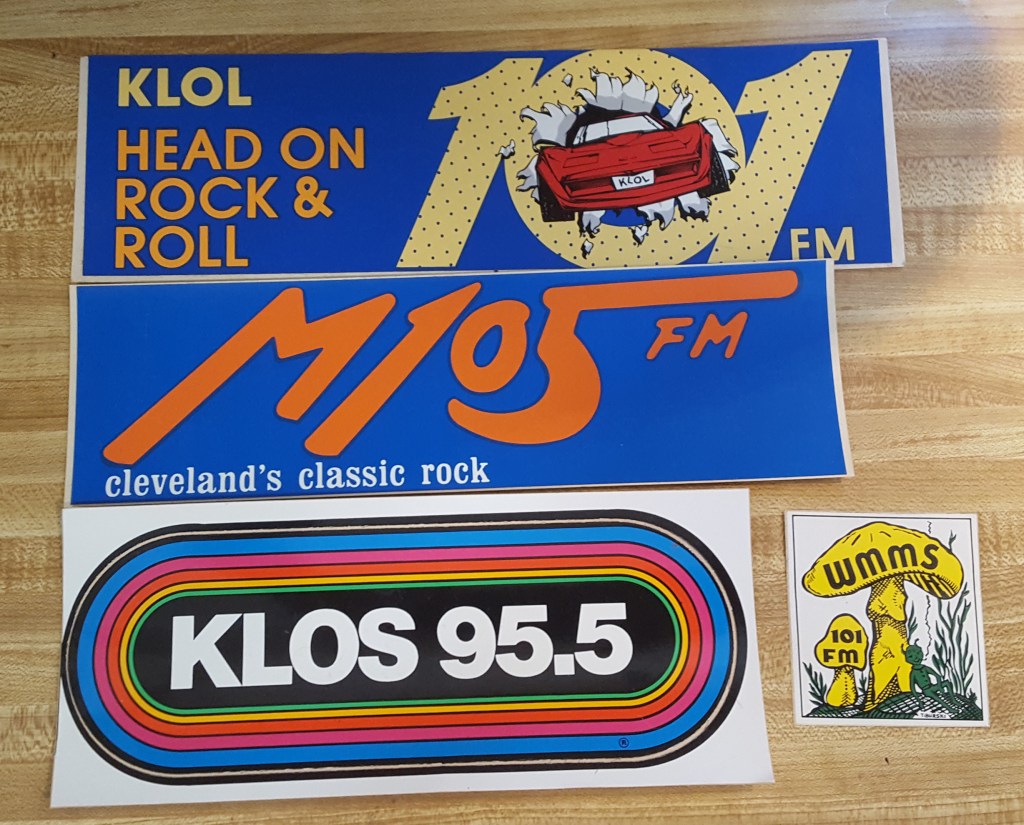 KLOL
HEAD ON
ROCK &
ROLL
101
FM
KLOL
M105
FM
cleveland's classic rock
KLOS 95.5
®
WMMS
101
FM